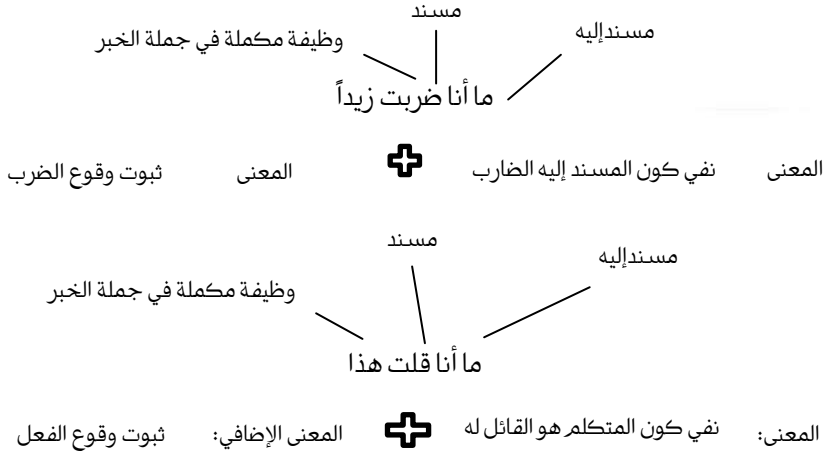 مسند
مسندإليه
وظيفة مكملة في جملة الخبر
ما أنا ضربت زيداً
المعنى نفي كون المسند إليه الضارب المعنى ثبوت وقوع الضرب
مسند
مسندإليه
وظيفة مكملة في جملة الخبر
ما أنا قلت هذا
المعنى: نفي كون المتكلم هو القائل له المعنى الإضافي: ثبوت وقوع الفعل